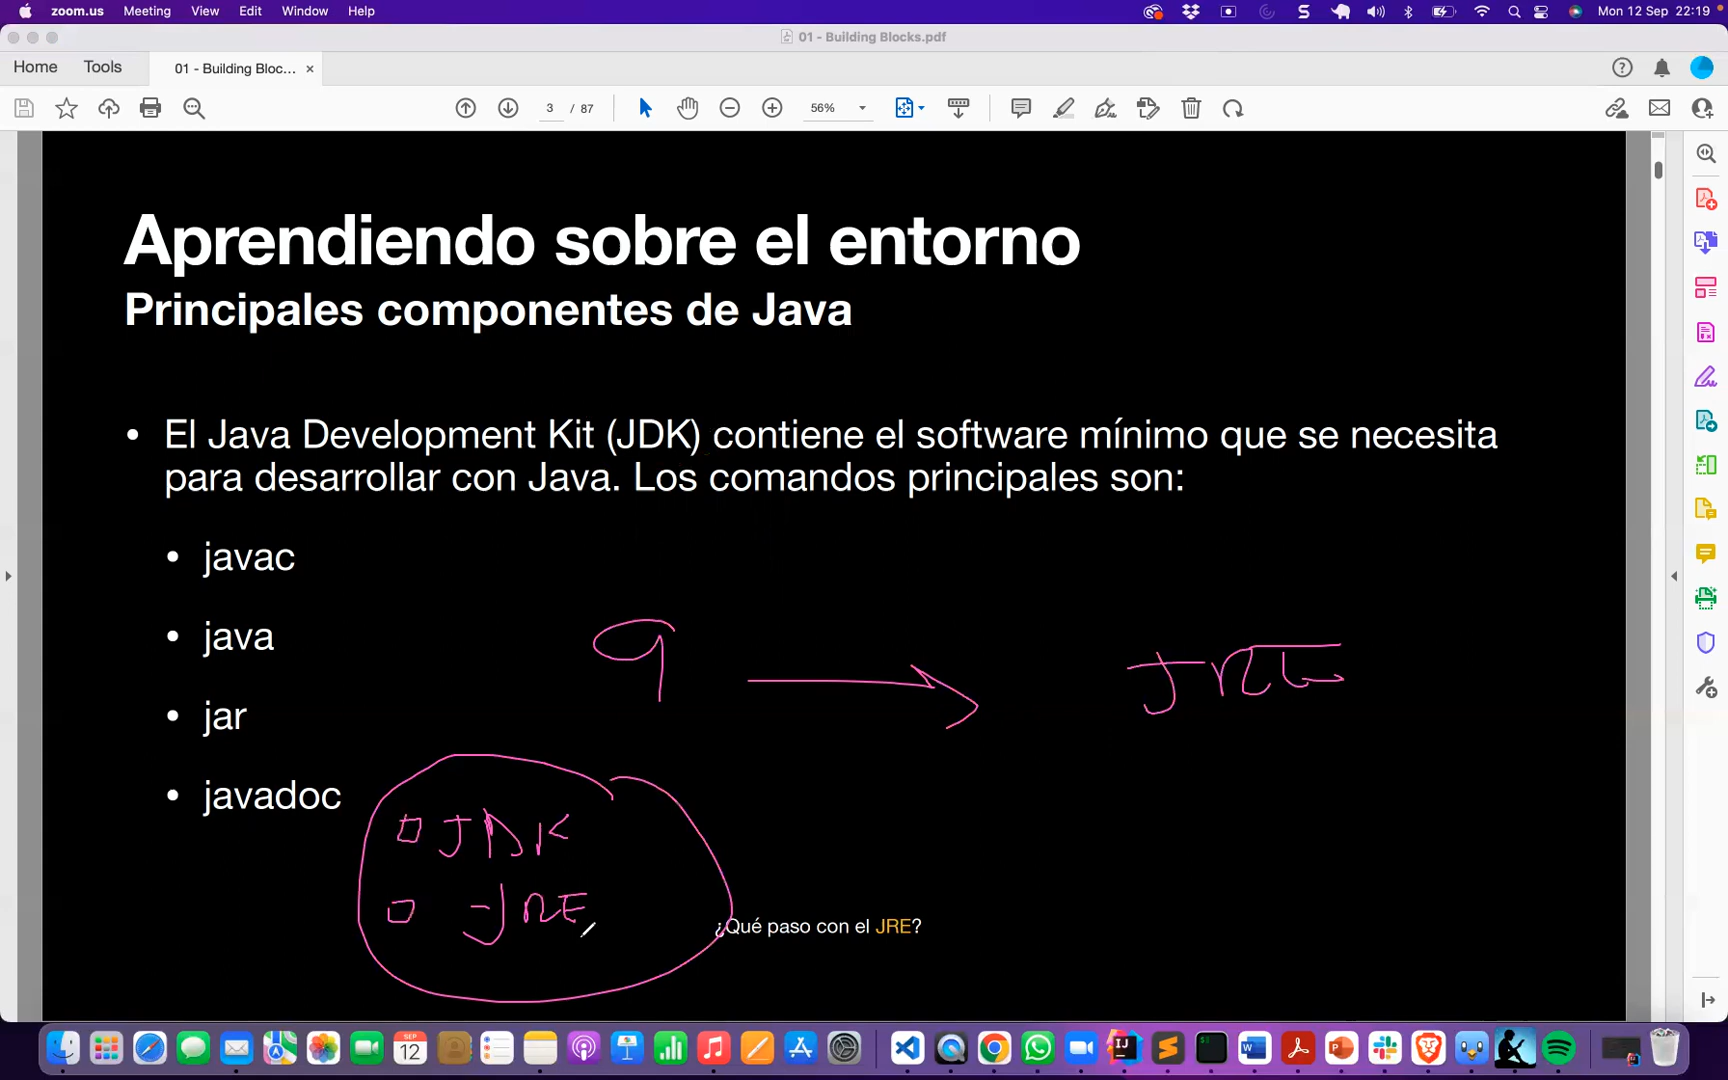 zoom.us Meeting View Edit Window Help Mon 12 Sep 22:19
01 - Building Blocks.pdf
Home Tools 01 - Building Bloc... ×
3 / 87 56%
Aprendiendo sobre el entorno
Principales componentes de Java
• El Java Development Kit (JDK) contiene el software mínimo que se necesita
para desarrollar con Java. Los comandos principales son:
• javac
• java
9 JRE
• jar
• javadoc
JDK
JRE
¿Qué paso con el JRE?
SEP
12